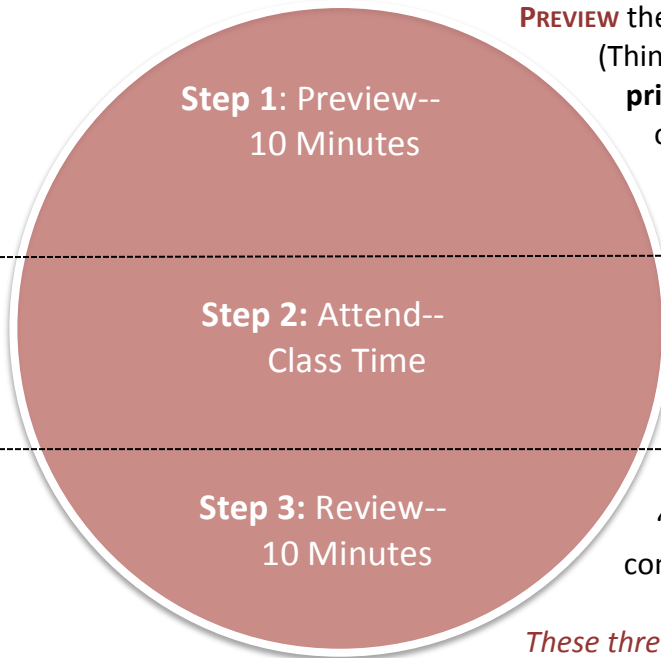 PREVIEW the
(Thin
pri
Step 1: Preview--
10 Minutes
Step 2: Attend--
Class Time
Step 3: Review--
10 Minutes
cor
These thre